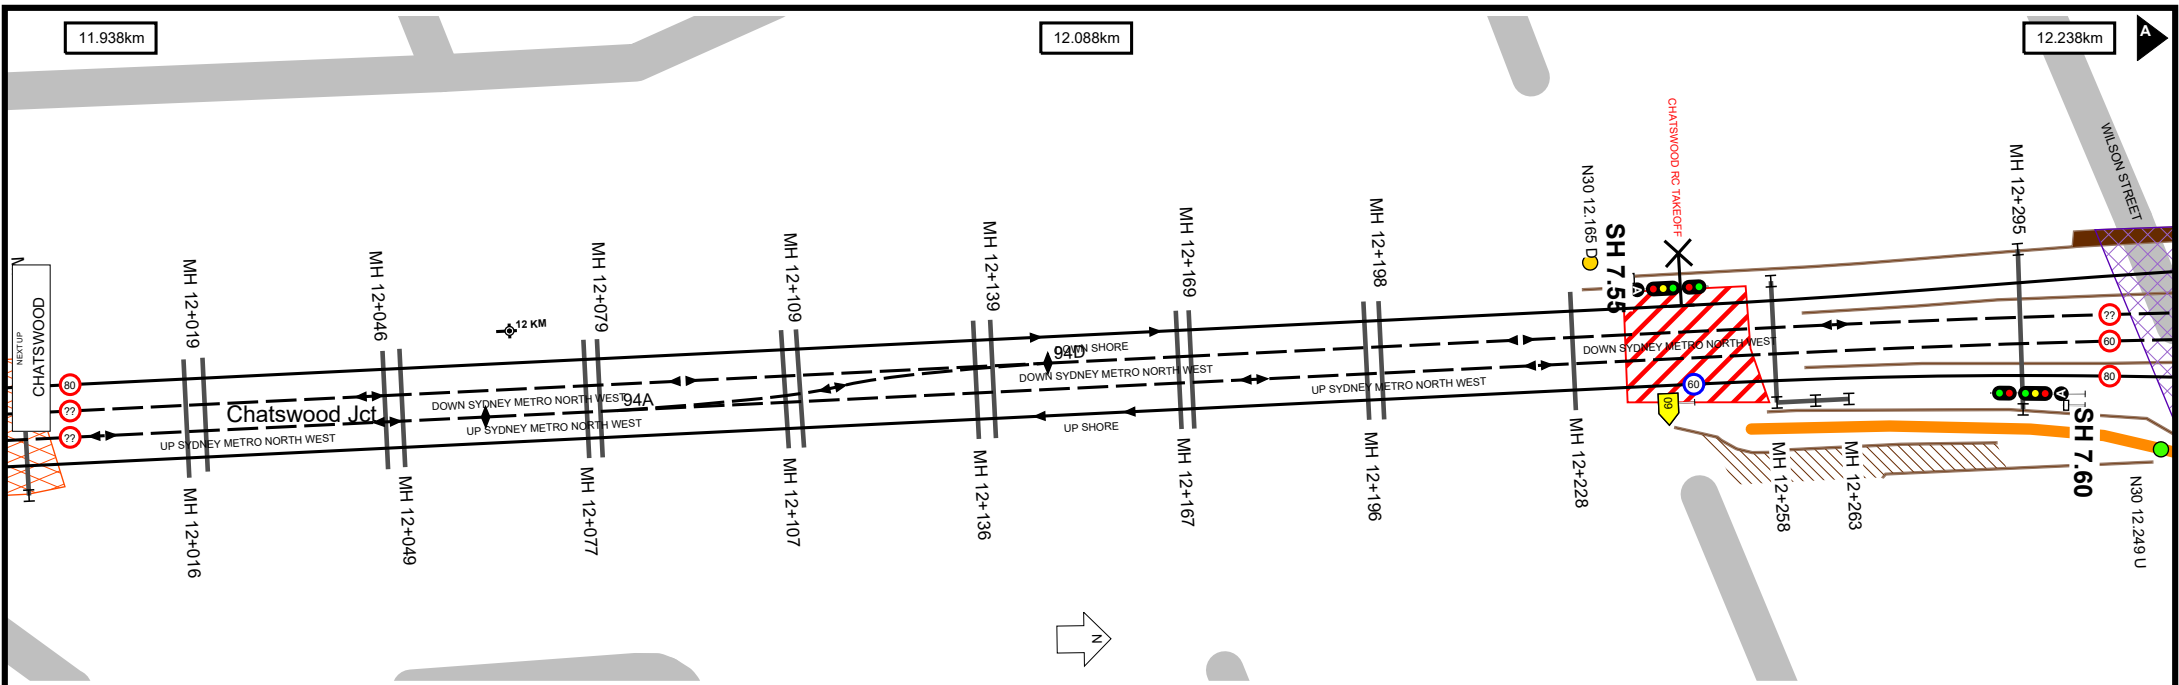 11.938km
12.088km
12.238km
A
CHATSWOOD RC TAKEOFF
WILSON STREET
N30 12.165 D
SH 7.55
MH 12+295
MH 12+019
MH 12+046
MH 12+079
MH 12+109
MH 12+139
MH 12+169
MH 12+198
12 KM
NEXT UP
CHATSWOOD
80
??
??
Chatswood Jct
DOWN SYDNEY METRO NORTH WEST
94A
94D
DOWN SHORE
DOWN SYDNEY METRO NORTH WEST
DOWN SYDNEY METRO NORTH WEST
UP SYDNEY METRO NORTH WEST
UP SYDNEY METRO NORTH WEST
UP SYDNEY METRO NORTH WEST
UP SHORE
A
60
60
??
60
80
A
SH 7.60
MH 12+016
MH 12+049
MH 12+077
MH 12+107
MH 12+136
MH 12+167
MH 12+196
MH 12+228
MH 12+258
MH 12+263
N30 12.249 U
N